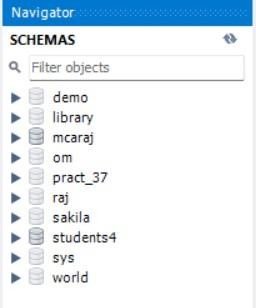 Navigator
SCHEMAS
Filter objects
demo
library
mcaraj
om
pract_37
raj
sakila
students4
sys
world